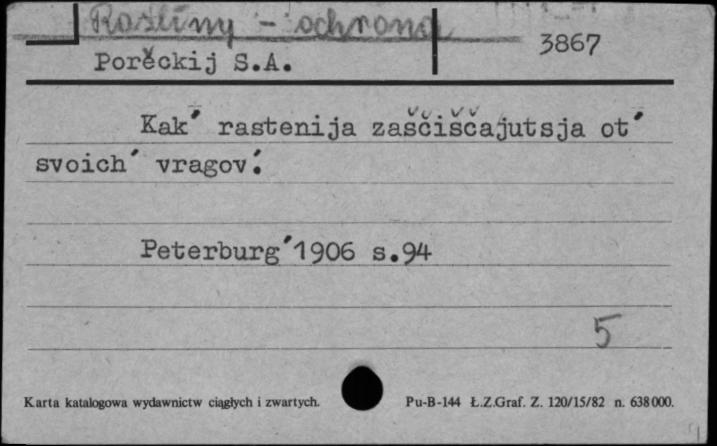 Rośliny - ochrona
3867
Porěckij S.A.
Kak' rastenija zaščiščajutsja ot'
svoich' vragov'.
Peterburg'1906 s.94
5
Karta katalogowa wydawnictw ciągłych i zwartych.
Pu-B-144 Ł.Z.Graf. Z. 120/15/82 n. 638000.